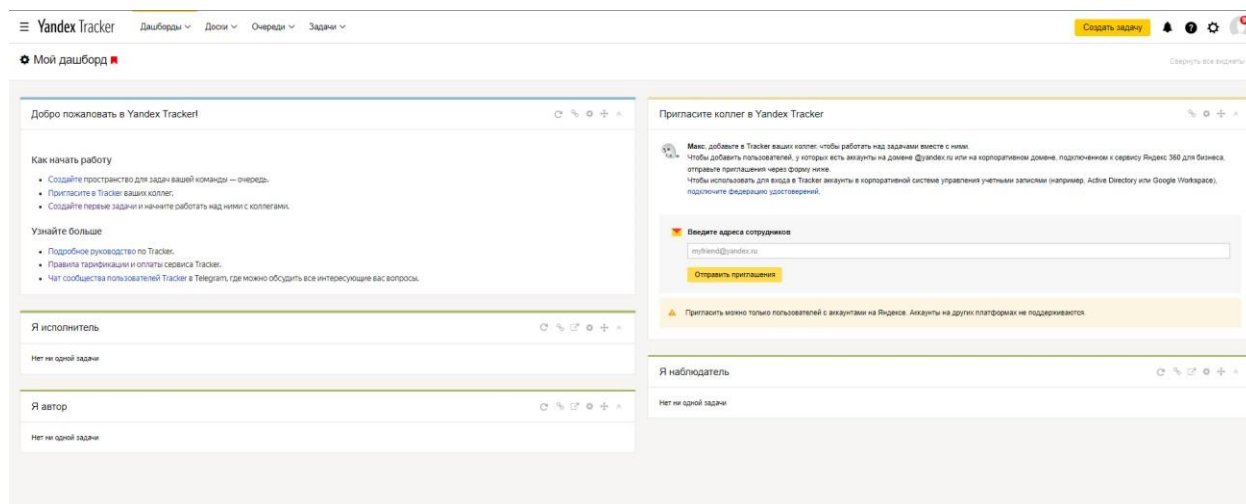 Yandex Tracker
Дашборды
Доски
Очереди
Задачи
Создать задачу
Мой дашборд
Свернуть все виджеты
Добро пожаловать в Yandex Tracker!
Как начать работу
Создайте пространство для задач вашей команды — очередь.
Пригласите в Tracker ваших коллег.
Создайте первые задачи и начните работать над ними с коллегами.
Узнайте больше
Подробное руководство по Tracker.
Правила тарификации и оплаты сервиса Tracker.
Чат сообщества пользователей Tracker в Telegram, где можно обсудить все интересующие вас вопросы.
Я исполнитель
Нет ни одной задачи
Я автор
Нет ни одной задачи
Пригласите коллег в Yandex Tracker
Макс, добавьте в Tracker ваших коллег, чтобы работать над задачами вместе с ними.
Чтобы добавить пользователей, у которых есть аккаунты на домене @yandex.ru или на корпоративном домене, подключенном к сервису Яндекс 360 для бизнеса,
отправьте приглашения через форму ниже.
Чтобы использовать для входа в Tracker аккаунты в корпоративной системе управления учетными записями (например, Active Directory или Google Workspace),
подключите федерацию удостоверений.
Введите адреса сотрудников
myfriend@yandex.ru
Отправить приглашения
Пригласить можно только пользователей с аккаунтами на Яндексе. Аккаунты на других платформах не поддерживаются.
Я наблюдатель
Нет ни одной задачи